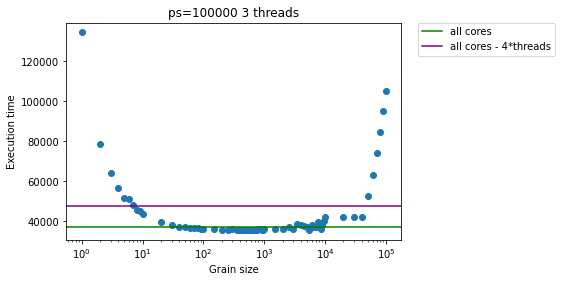 ps=100000 3 threads
all cores
all cores - 4*threads
120000
100000
80000
60000
40000
Execution time
10^0
10^1
10^2
10^3
10^4
10^5
Grain size